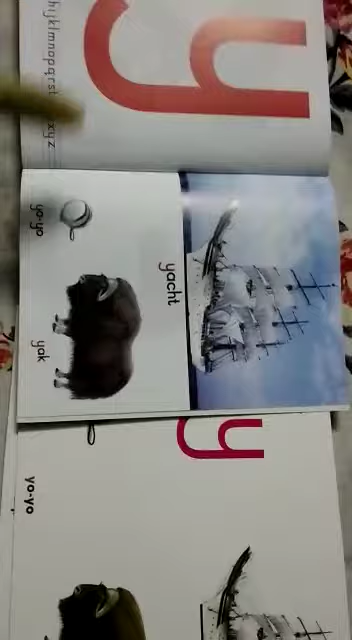 y
hijklmnopqrst
xyz
yacht
yo-yo
yak
y
yo-yo